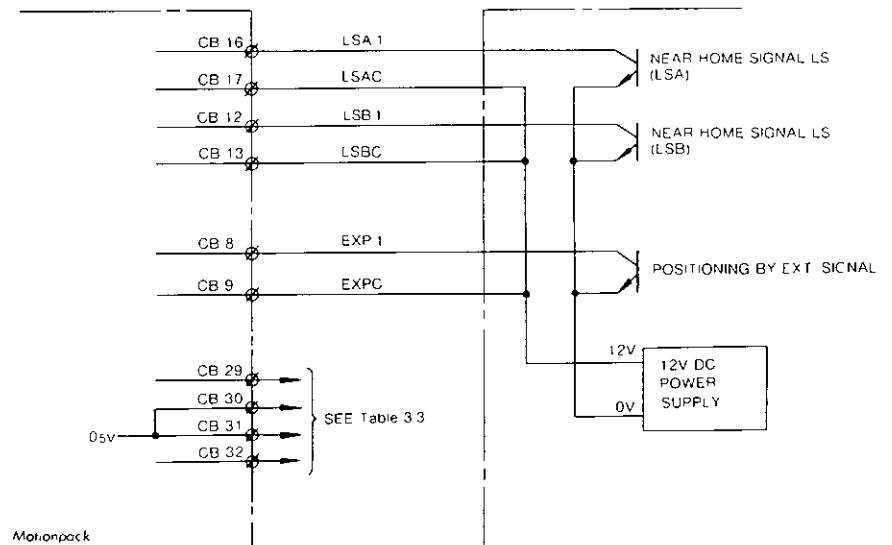 CB 16 LSA 1 NEAR HOME SIGNAL LS
(LSA)
CB 17 LSAC
CB 12 LSB 1 NEAR HOME SIGNAL LS
(LSB)
CB 13 LSBC
CB 8 EXP 1 POSITIONING BY EXT. SIGNAL
CB 9 EXPC
12V
12V DC
POWER
SUPPLY
0V
CB 29
CB 30
SEE Table 3.3
CB 31
05V
CB 32
Motionpack